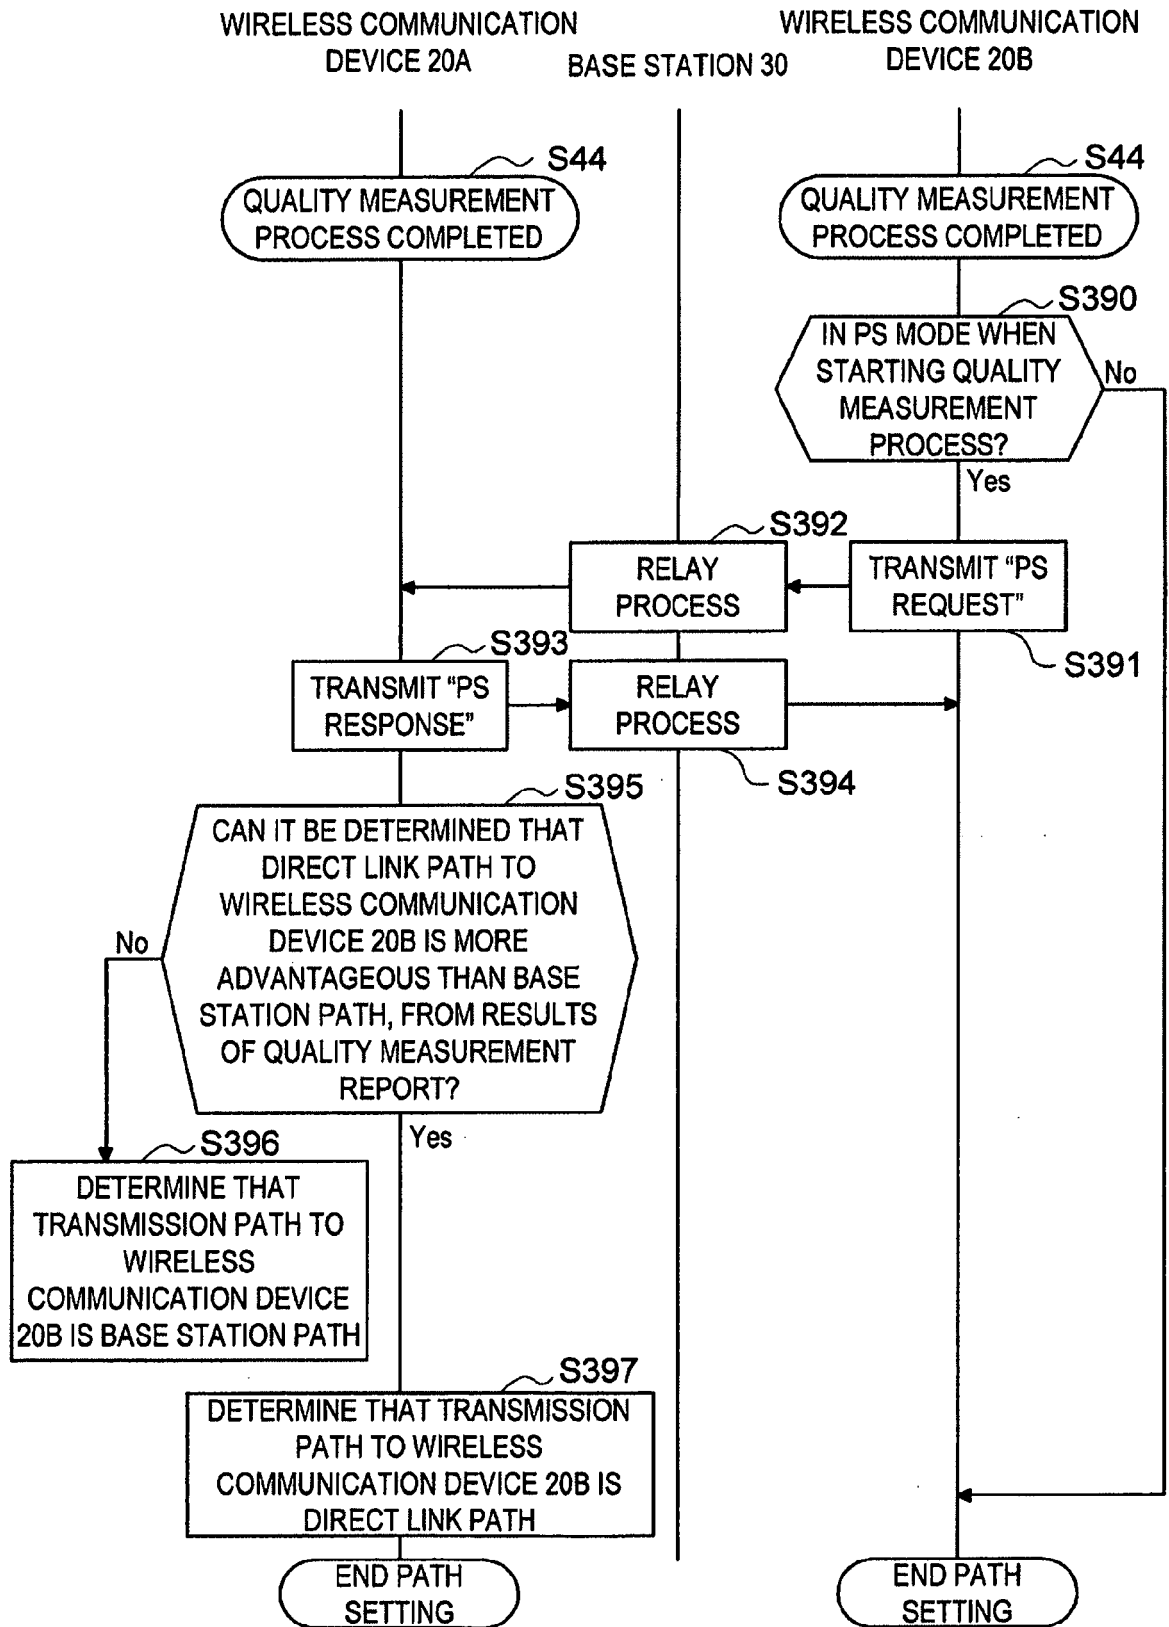 WIRELESS COMMUNICATION
DEVICE 20A
BASE STATION 30
WIRELESS COMMUNICATION
DEVICE 20B
S44
QUALITY MEASUREMENT
PROCESS COMPLETED
S44
QUALITY MEASUREMENT
PROCESS COMPLETED
S390
IN PS MODE WHEN
STARTING QUALITY
MEASUREMENT
PROCESS?
No
Yes
S392
RELAY
PROCESS
TRANSMIT “PS
REQUEST”
S391
S393
TRANSMIT “PS
RESPONSE”
RELAY
PROCESS
S394
S395
CAN IT BE DETERMINED THAT
DIRECT LINK PATH TO
WIRELESS COMMUNICATION
DEVICE 20B IS MORE
ADVANTAGEOUS THAN BASE
STATION PATH, FROM RESULTS
OF QUALITY MEASUREMENT
REPORT?
No
Yes
S396
DETERMINE THAT
TRANSMISSION PATH TO
WIRELESS
COMMUNICATION DEVICE
20B IS BASE STATION PATH
S397
DETERMINE THAT TRANSMISSION
PATH TO WIRELESS
COMMUNICATION DEVICE 20B IS
DIRECT LINK PATH
END PATH
SETTING
END PATH
SETTING